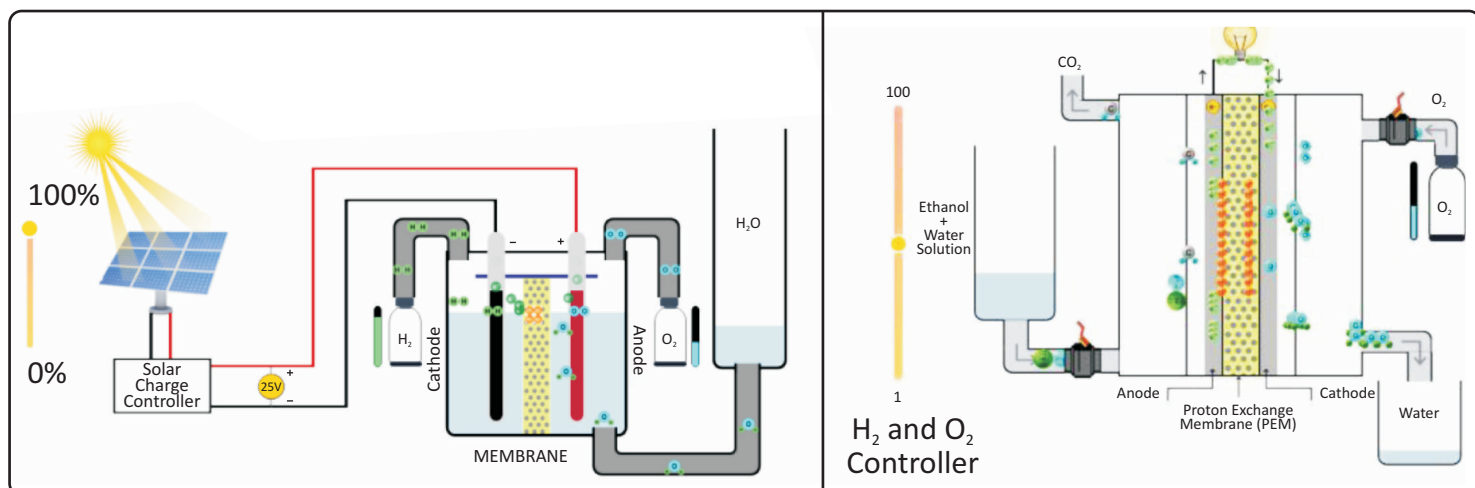 100%
0%
Solar
Charge
Controller
25V
+
−
−
+
H H
H H
H H
H H
H H
H H
O O
O O
O O
O O
H₂
Cathode
Anode
O₂
H₂O
MEMBRANE
100
1
H₂ and O₂
Controller
CO₂
Ethanol
+
Water
Solution
O₂
O₂
Anode
Proton Exchange
Membrane (PEM)
Cathode
Water